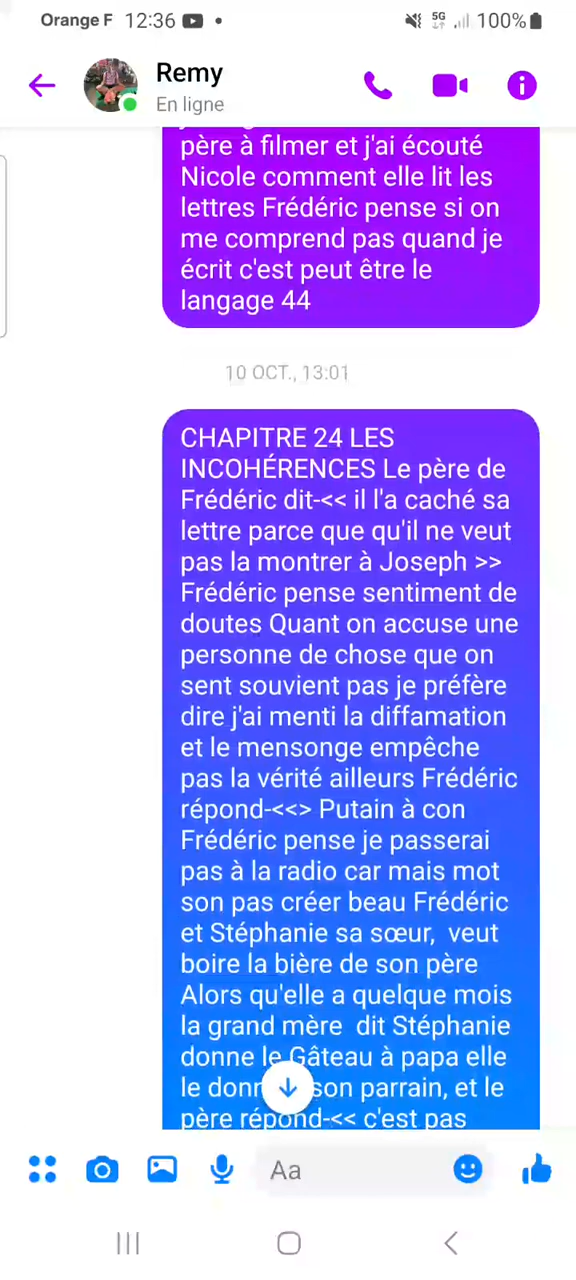 Orange F 12:36
5G 100%
Remy
En ligne
père à filmer et j'ai écouté
Nicole comment elle lit les
lettres Frédéric pense si on
me comprend pas quand je
écrit c'est peut être le
langage 44
10 OCT., 13:01
CHAPITRE 24 LES
INCOHÉRENCES Le père de
Frédéric dit-<< il l'a caché sa
lettre parce que qu'il ne veut
pas la montrer à Joseph >>
Frédéric pense sentiment de
doutes Quant on accuse une
personne de chose que on
sent souvient pas je préfère
dire j'ai menti la diffamation
et le mensonge empêche
pas la vérité ailleurs Frédéric
répond-<<> Putain à con
Frédéric pense je passerai
pas à la radio car mais mot
son pas créer beau Frédéric
et Stéphanie sa sœur, veut
boire la bière de son père
Alors qu'elle a quelque mois
la grand mère dit Stéphanie
donne le Gâteau à papa elle
le son parrain, et le
père répond-<< c'est pas
Aa